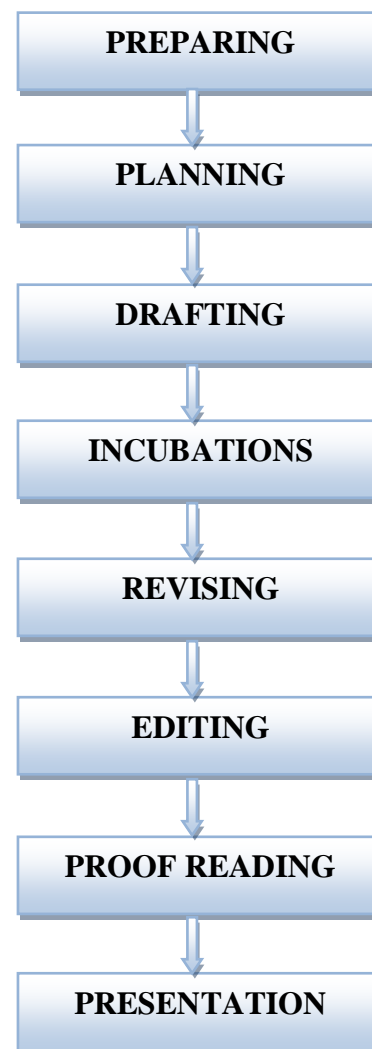 PREPARING
PLANNING
DRAFTING
INCUBATIONS
REVISING
EDITING
PROOF READING
PRESENTATION